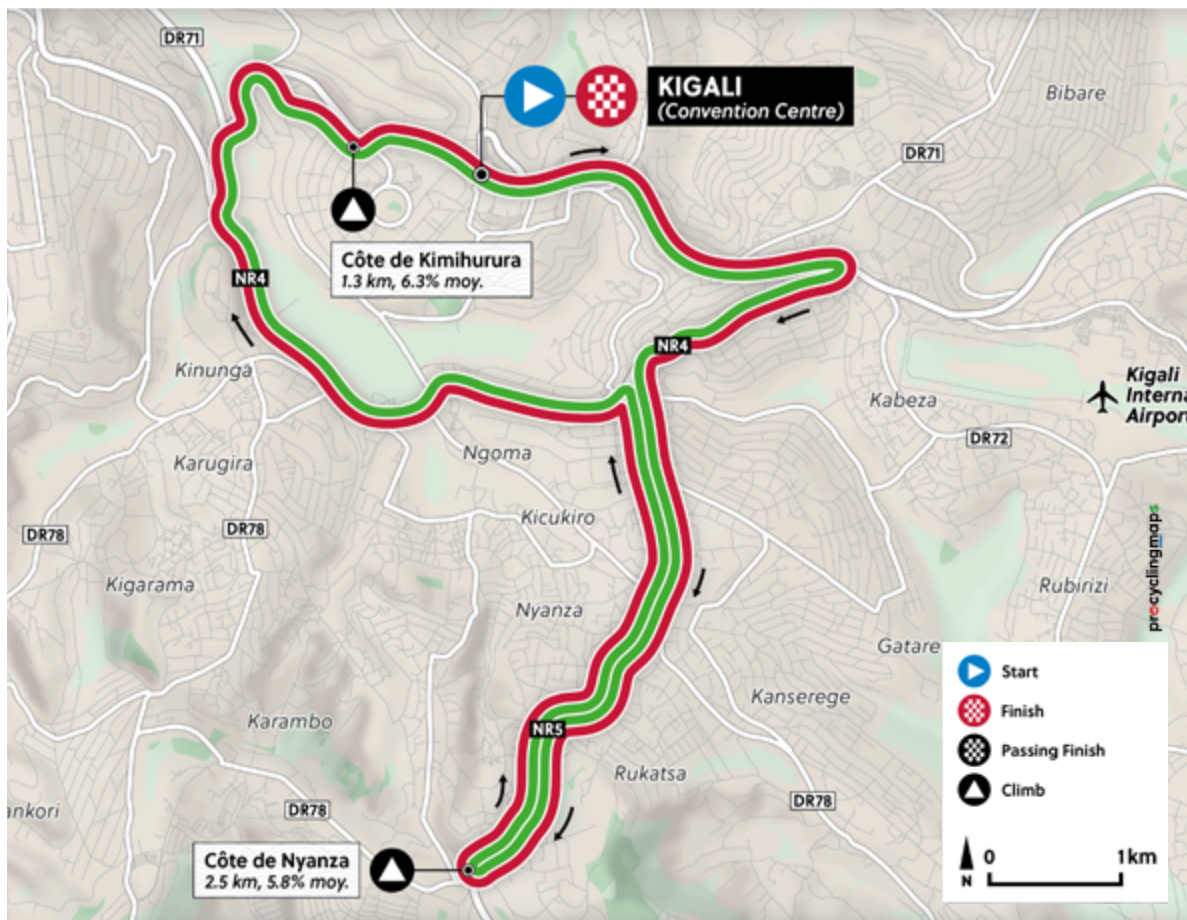 DR71
KIGALI
(Convention Centre)
Bibare
DR71
Côte de Kimihurura
1.3 km, 6.3% moy.
NR4
NR4
Kinunga
Kabeza
Kigali
Interna
Airport
DR72
Ngoma
Karugira
Kicukiro
DR78
DR78
procyclingmaps
Kigarama
Nyanza
Rubirizi
Gatare
Start
Kanserege
Finish
Karambo
NR5
Passing Finish
Rukatsa
Climb
ankori
DR78
DR78
Côte de Nyanza
2.5 km, 5.8% moy.
N
0 1km